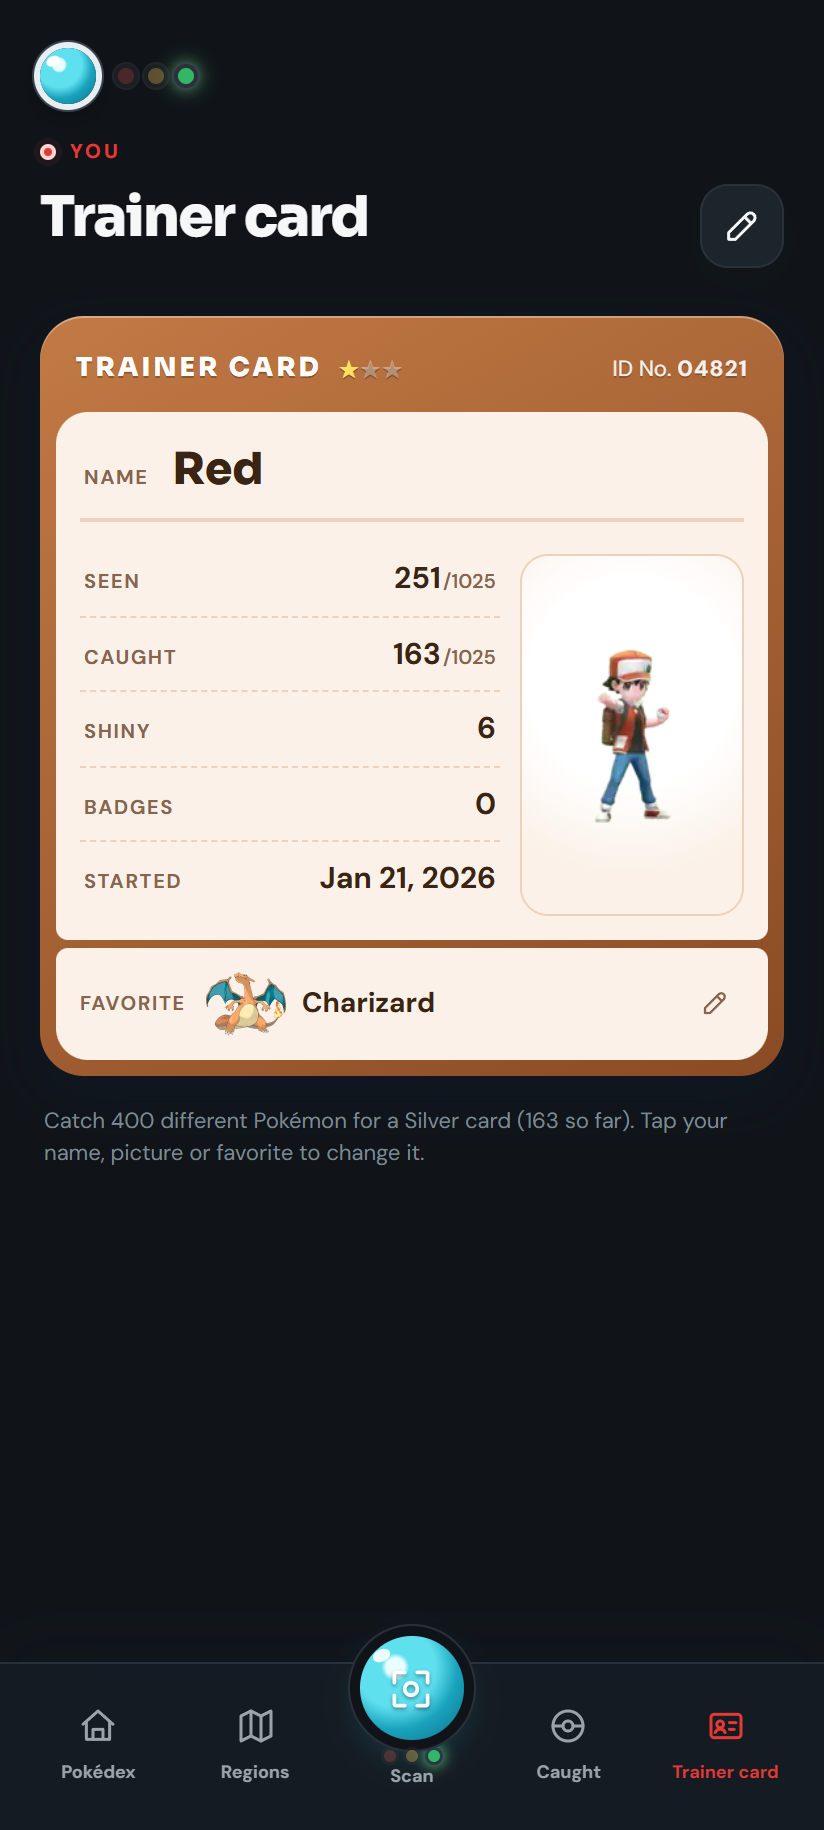 YOU
Trainer card
TRAINER CARD ★★★ ID No. 04821
NAME Red
SEEN 251/1025
CAUGHT 163/1025
SHINY 6
BADGES 0
STARTED Jan 21, 2026
FAVORITE Charizard
Catch 400 different Pokémon for a Silver card (163 so far). Tap your
name, picture or favorite to change it.
Pokédex Regions Scan Caught Trainer card